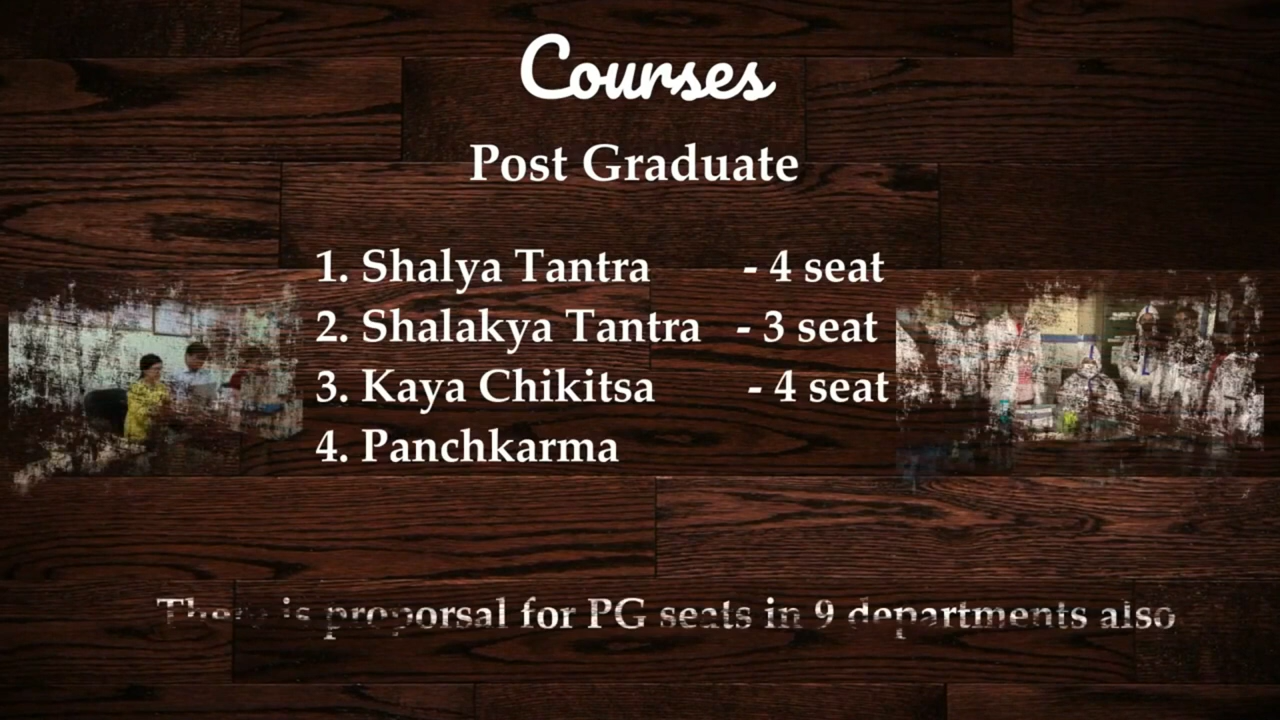 Courses
Post Graduate
1. Shalya Tantra - 4 seat
2. Shalakya Tantra - 3 seat
3. Kaya Chikitsa - 4 seat
4. Panchkarma
There is proporsal for PG seats in 9 departments also